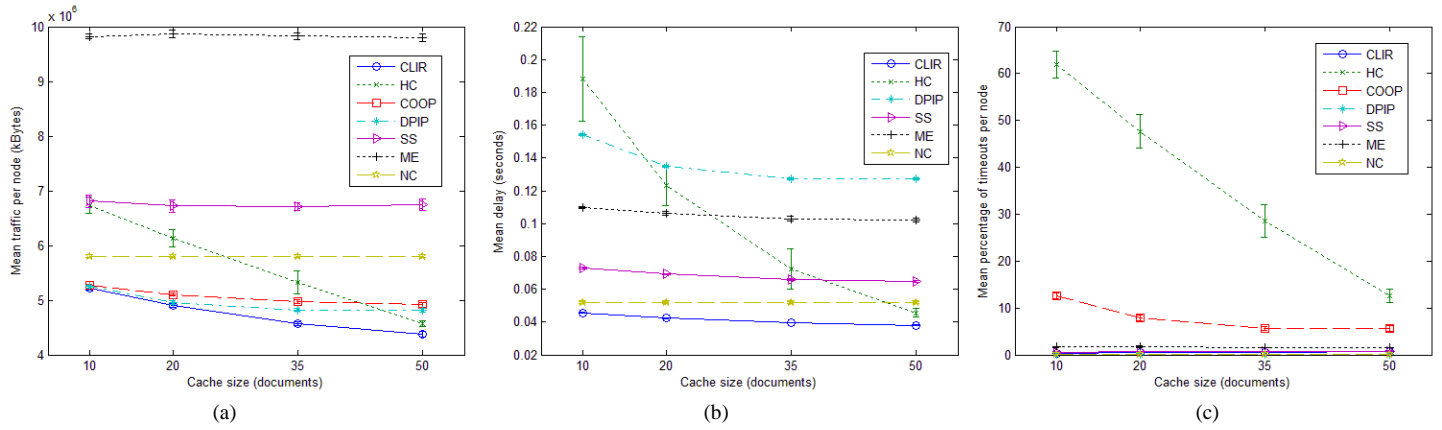 × 10⁶
10
9
8
7
6
5
4
Mean traffic per node (kBytes)
CLIR
HC
COOP
DPIP
SS
ME
NC
10 20 35 50
Cache size (documents)
(a)
0.22
0.2
0.18
0.16
0.14
0.12
0.1
0.08
0.06
0.04
0.02
Mean delay (seconds)
CLIR
HC
DPIP
SS
ME
NC
10 20 35 50
Cache size (documents)
(b)
70
60
50
40
30
20
10
0
Mean percentage of timeouts per node
CLIR
HC
COOP
DPIP
SS
ME
NC
10 20 35 50
Cache size (documents)
(c)